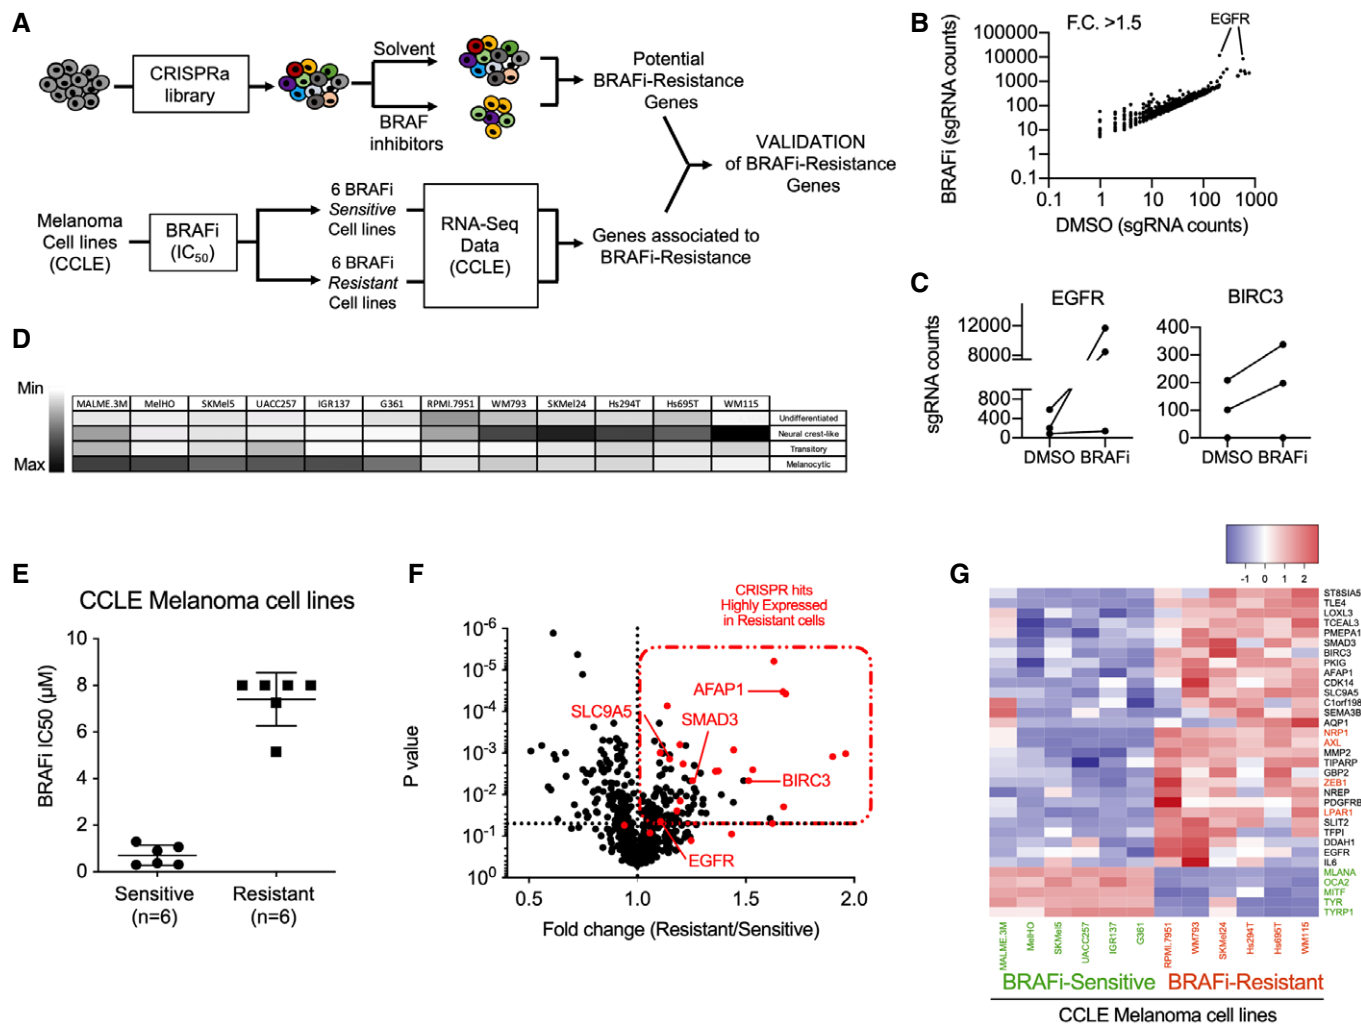 A
CRISPRa
library
Solvent
BRAF
inhibitors
Potential
BRAFi-Resistance
Genes
VALIDATION
of BRAFi-Resistance
Genes
Melanoma
Cell lines
(CCLE)
BRAFi
(IC50)
6 BRAFi
Sensitive
Cell lines
6 BRAFi
Resistant
Cell lines
RNA-Seq
Data
(CCLE)
Genes associated to
BRAFi-Resistance
B
F.C. >1.5
EGFR
BRAFi (sgRNA counts)
100000
10000
1000
100
10
1
0.1
0.1 1 10 100 1000
DMSO (sgRNA counts)
C
EGFR
sgRNA counts
12000
8000
800
400
0
DMSO BRAFi
BIRC3
400
300
200
100
0
DMSO BRAFi
D
Min
Max
MALME.3M MelHO SKMel5 UACC257 IGR137 G361 RPMI.7951 WM793 SKMel24 Hs294T Hs695T WM115
Undifferentiated
Neural crest-like
Transitory
Melanocytic
E
CCLE Melanoma cell lines
BRAFi IC50 (µM)
10
8
6
4
2
0
Sensitive
(n=6)
Resistant
(n=6)
F
CRISPR hits
Highly Expressed
in Resistant cells
P value
10-6
10-5
10-4
10-3
10-2
10-1
100
AFAP1
SLC9A5
SMAD3
BIRC3
EGFR
0.5 1.0 1.5 2.0
Fold change (Resistant/Sensitive)
G
-1 0 1 2
ST8SIA5
TLE4
LOXL3
TCEAL3
PMEPA1
SMAD3
BIRC3
PKIG
AFAP1
CDK14
SLC9A5
C1orf198
SEMA3B
AQP1
NRP1
AXL
MMP2
TIPARP
GBP2
ZEB1
NREP
PDGFRB
LPAR1
SLIT2
TFPI
DDAH1
EGFR
IL6
MLANA
OCA2
MITF
TYR
TYRP1
MALME.3M MelHO SKMel5 UACC257 IGR137 G361 RPMI.7951 WM793 SKMel24 Hs294T Hs695T WM115
BRAFi-Sensitive BRAFi-Resistant
CCLE Melanoma cell lines